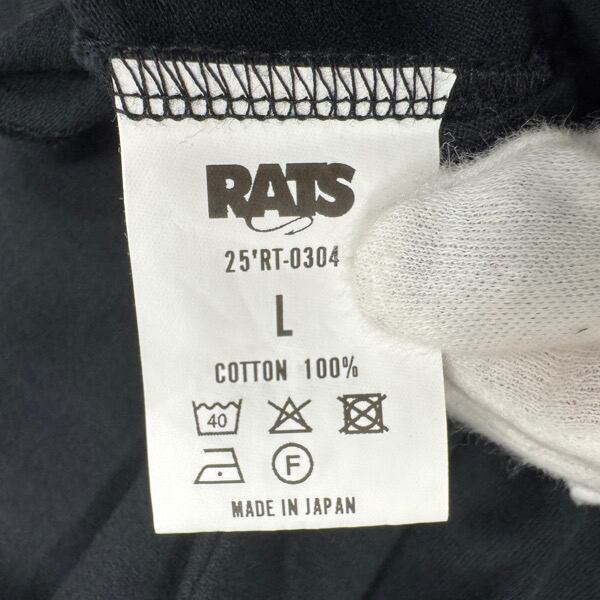 RATS
25'RT-0304
L
COTTON 100%
40
F
MADE IN JAPAN